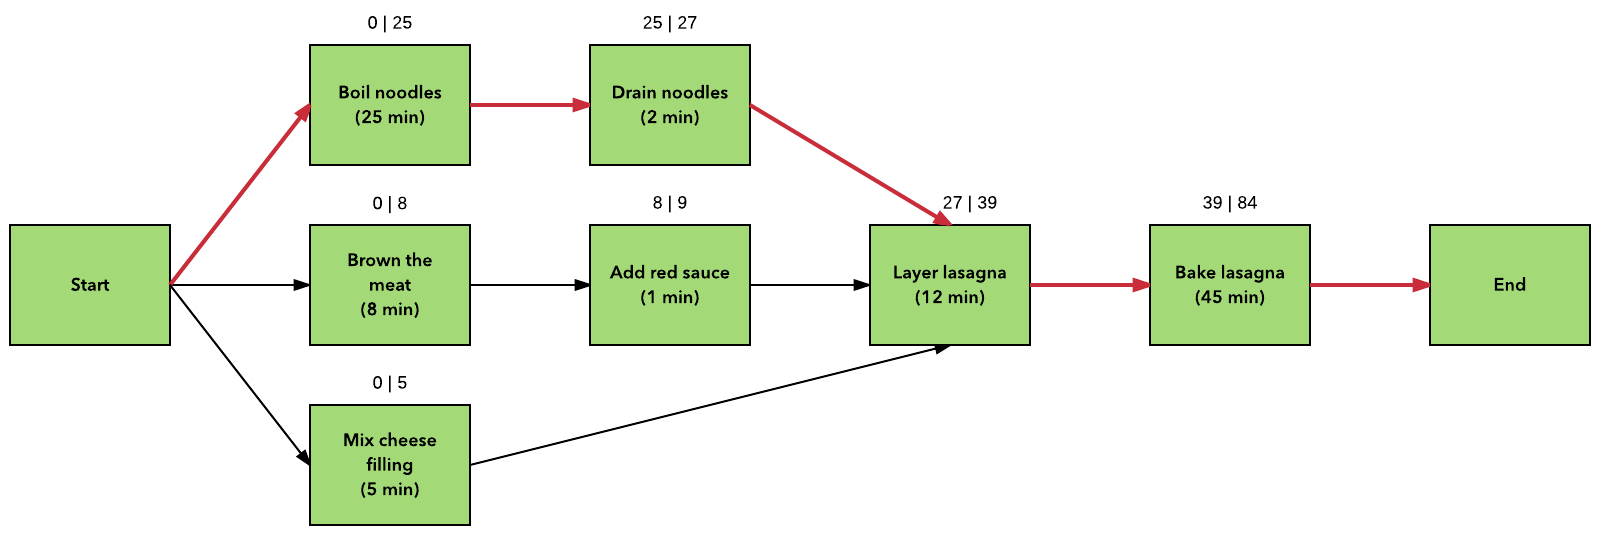 0 | 25
25 | 27
Boil noodles
(25 min)
Drain noodles
(2 min)
0 | 8
8 | 9
27 | 39
39 | 84
Start
Brown the
meat
(8 min)
Add red sauce
(1 min)
Layer lasagna
(12 min)
Bake lasagna
(45 min)
End
0 | 5
Mix cheese
filling
(5 min)